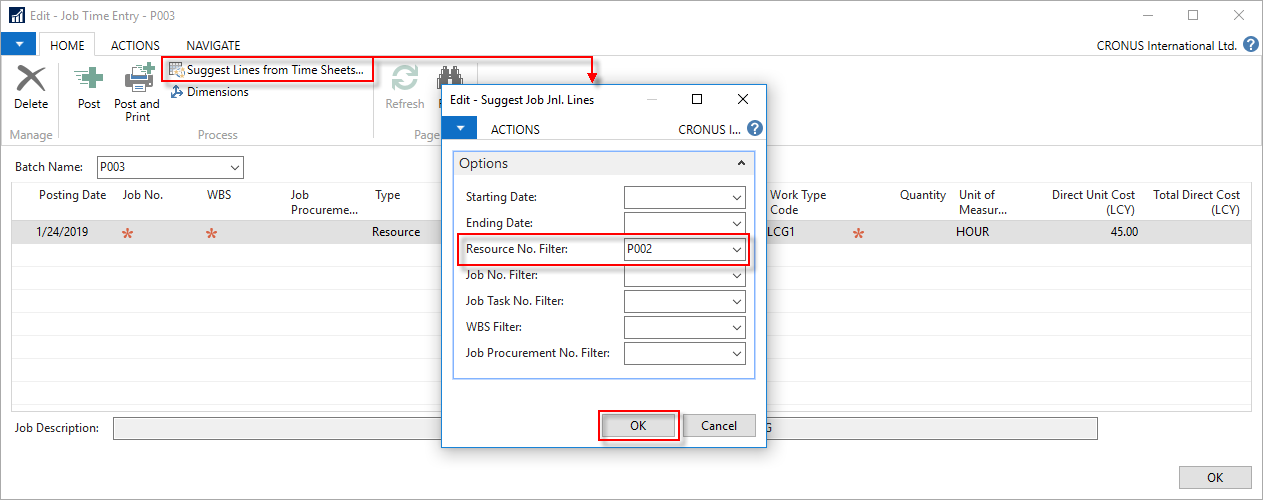 Edit - Job Time Entry - P003
HOME ACTIONS NAVIGATE
CRONUS International Ltd. ?
Delete
Post
Post and Print
Suggest Lines from Time Sheets...
Dimensions
Refresh
Manage
Process
Page
Batch Name: P003
Posting Date
Job No.
WBS
Job Procureme...
Type
Work Type Code
Quantity
Unit of Measur...
Direct Unit Cost (LCY)
Total Direct Cost (LCY)
1/24/2019 * * Resource LCG1 * HOUR 45.00
Job Description:
OK
Edit - Suggest Job Jnl. Lines
ACTIONS
CRONUS I... ?
Options
Starting Date:
Ending Date:
Resource No. Filter: P002
Job No. Filter:
Job Task No. Filter:
WBS Filter:
Job Procurement No. Filter:
OK Cancel